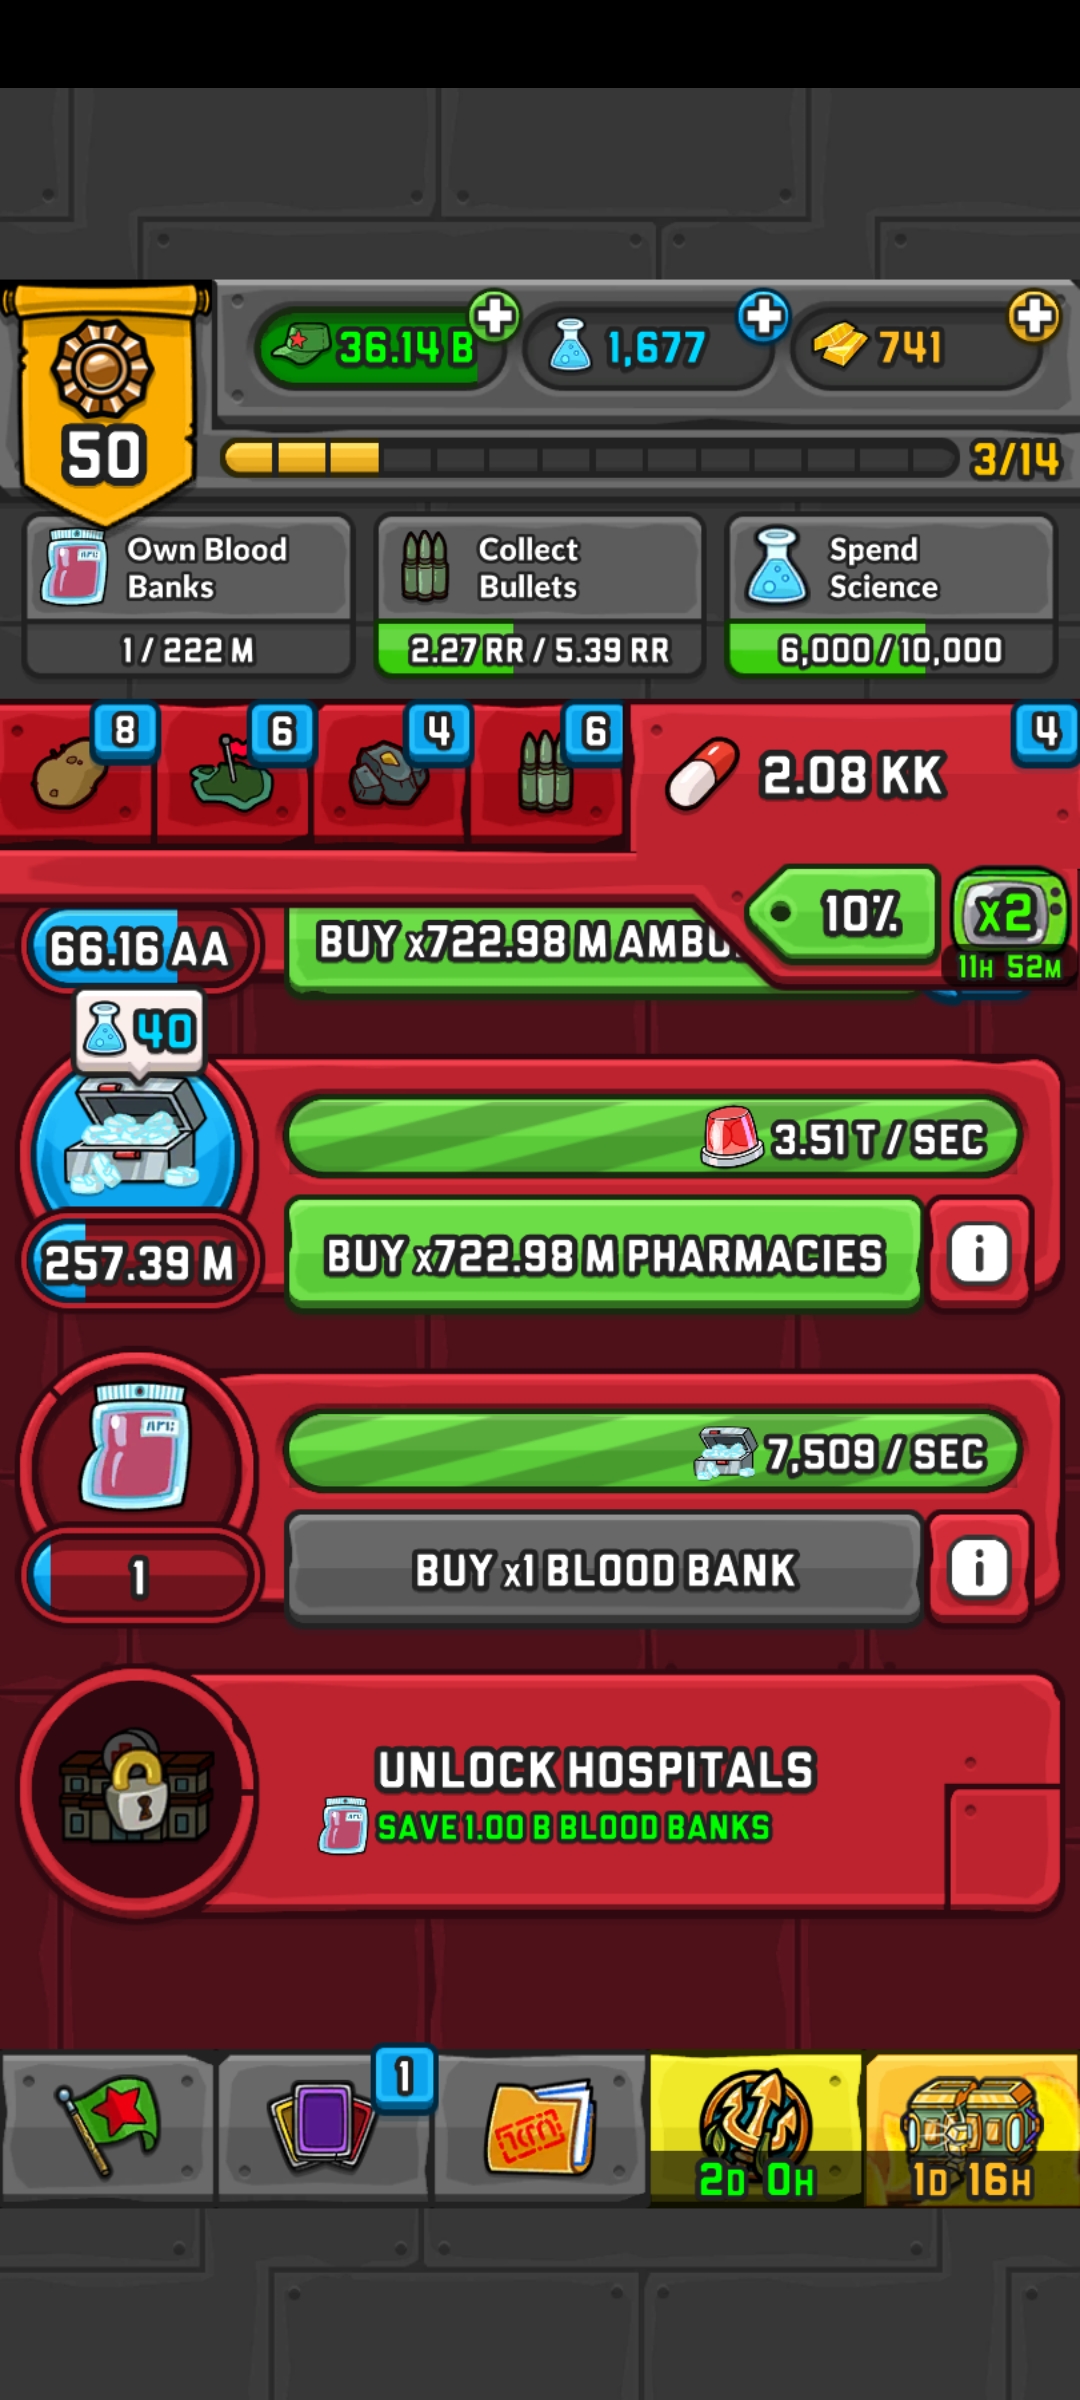 50
36.14 B
1,677
741
3/14
Own Blood
Banks
1 / 222 M
Collect
Bullets
2.27 RR / 5.39 RR
Spend
Science
6,000 / 10,000
8
6
4
6
2.08 KK
4
66.16 AA
BUY x722.98 M AMBU
10%
x2
11H 52M
40
3.51 T / SEC
257.39 M
BUY x722.98 M PHARMACIES
i
7,509 / SEC
1
BUY x1 BLOOD BANK
i
UNLOCK HOSPITALS
SAVE 1.00 B BLOOD BANKS
1
2D 0H
1D 16H